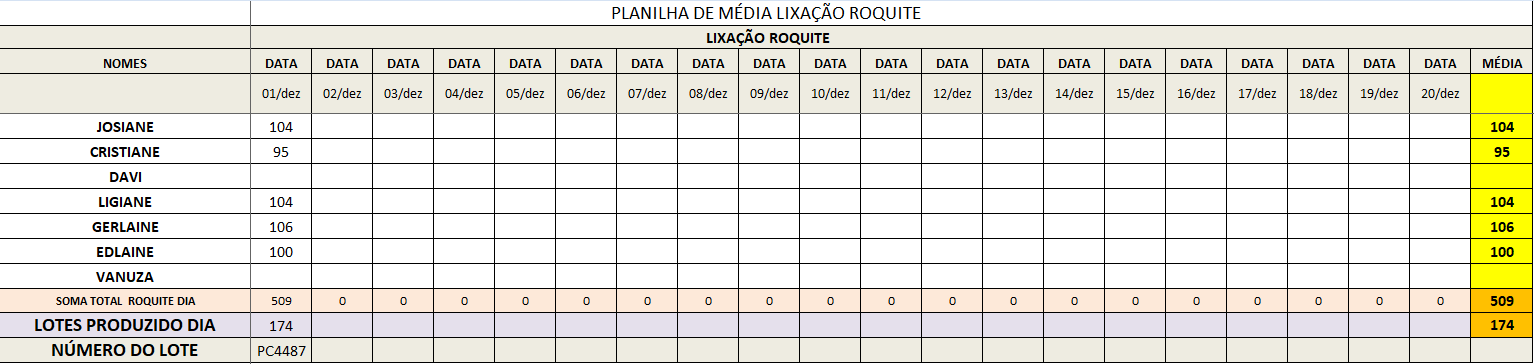 PLANILHA DE MÉDIA LIXAÇÃO ROQUITE
LIXAÇÃO ROQUITE
NOMES DATA DATA DATA DATA DATA DATA DATA DATA DATA DATA DATA DATA DATA DATA DATA DATA DATA DATA DATA DATA MÉDIA
01/dez 02/dez 03/dez 04/dez 05/dez 06/dez 07/dez 08/dez 09/dez 10/dez 11/dez 12/dez 13/dez 14/dez 15/dez 16/dez 17/dez 18/dez 19/dez 20/dez
JOSIANE 104 104
CRISTIANE 95 95
DAVI
LIGIANE 104 104
GERLAINE 106 106
EDLAINE 100 100
VANUZA
SOMA TOTAL ROQUITE DIA 509 0 0 0 0 0 0 0 0 0 0 0 0 0 0 0 0 0 0 0 509
LOTES PRODUZIDO DIA 174 174
NÚMERO DO LOTE PC4487